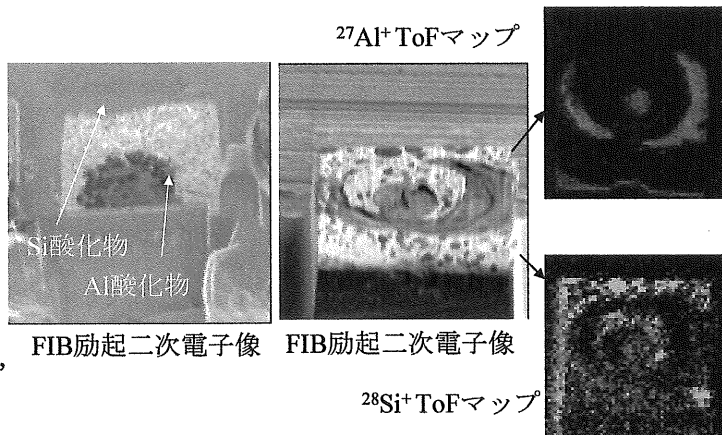 ²⁷Al⁺ ToFマップ
Si酸化物
Al酸化物
FIB励起二次電子像
FIB励起二次電子像
,
²⁸Si⁺ ToFマップ